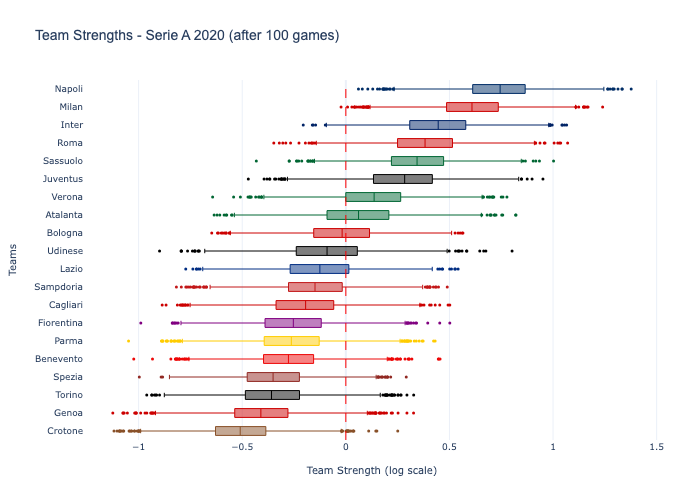 Team Strengths - Serie A 2020 (after 100 games)
Napoli
Milan
Inter
Roma
Sassuolo
Juventus
Verona
Atalanta
Bologna
Udinese
Lazio
Sampdoria
Cagliari
Fiorentina
Parma
Benevento
Spezia
Torino
Genoa
Crotone
Teams
−1
−0.5
0
0.5
1
1.5
Team Strength (log scale)